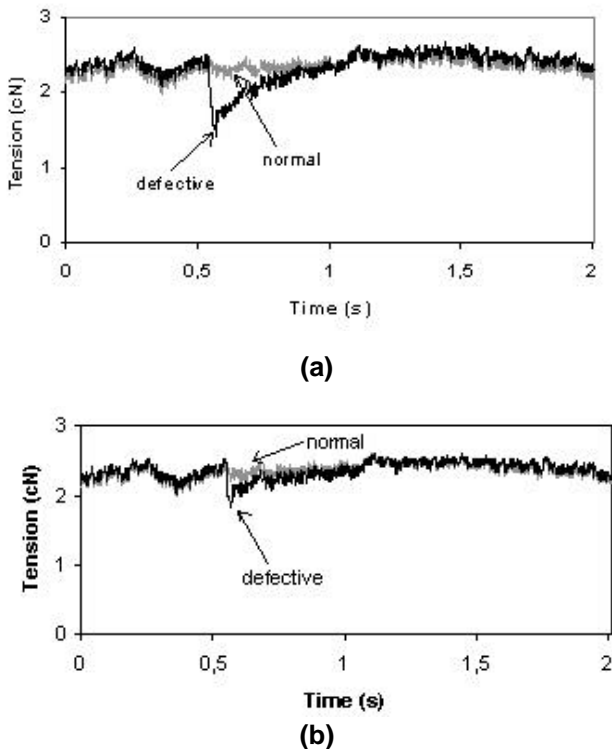 3
2
1
0
Tension (cN)
normal
defective
0 0,5 1 1,5 2
Time (s)
(a)
3
2
1
0
Tension (cN)
normal
defective
0 0,5 1 1,5 2
Time (s)
(b)